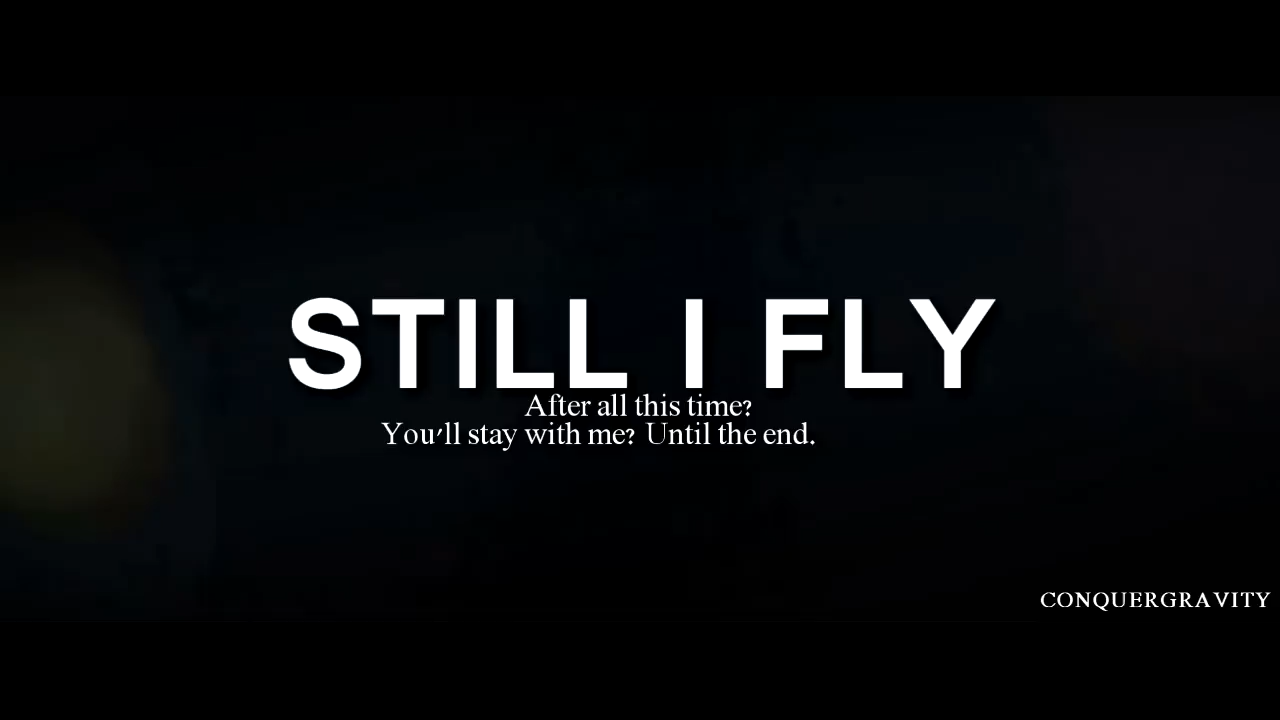 STILL I FLY
After all this time?
You'll stay with me? Until the end.
CONQUERGRAVITY